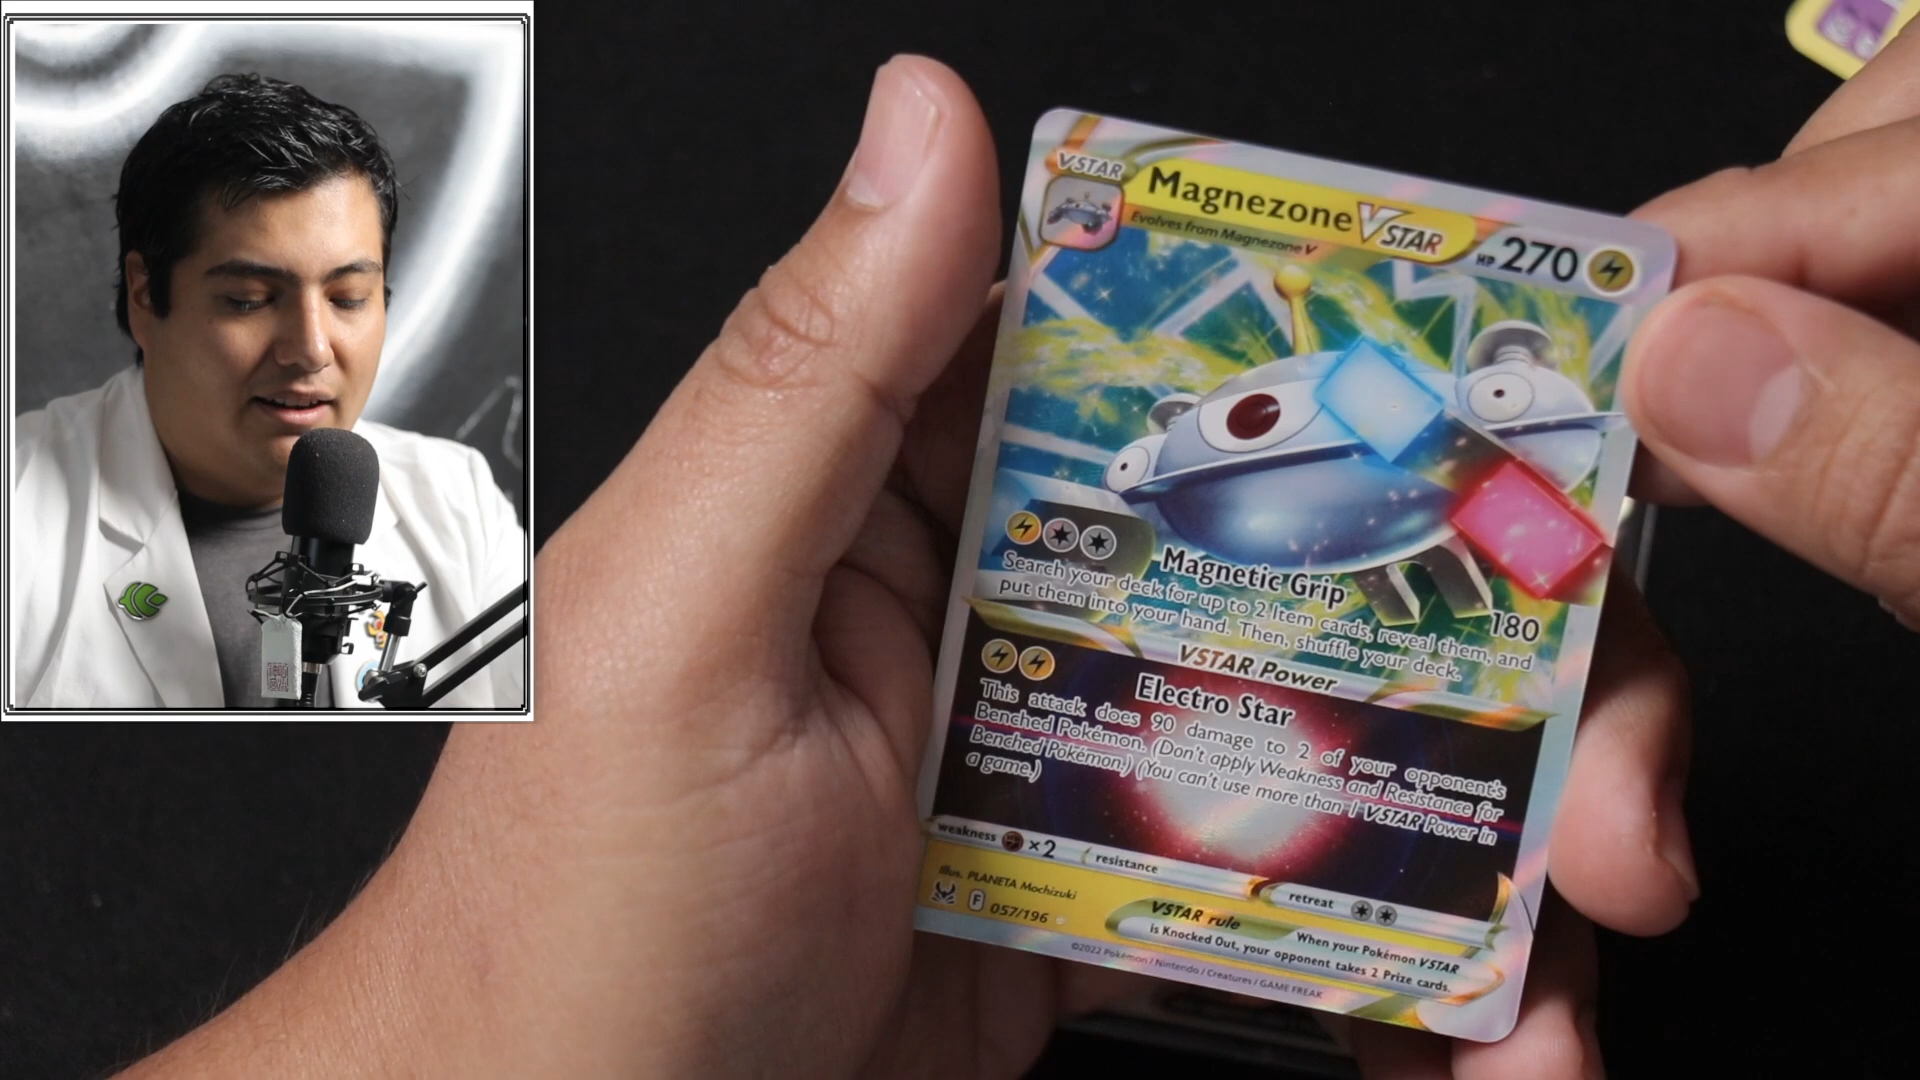 VSTAR
Magnezone VSTAR
Evolves from Magnezone V
HP 270
Magnetic Grip
180
Search your deck for up to 2 Item cards, reveal them, and
put them into your hand. Then, shuffle your deck.
VSTAR Power
Electro Star
This attack does 90 damage to 2 of your opponent's
Benched Pokémon. (Don't apply Weakness and Resistance for
Benched Pokémon.) (You can't use more than 1 VSTAR Power in
a game.)
weakness ×2 resistance
retreat
Illus. PLANETA Mochizuki
F 057/196
VSTAR rule When your Pokémon VSTAR
is Knocked Out, your opponent takes 2 Prize cards.
©2022 Pokémon / Nintendo / Creatures / GAME FREAK